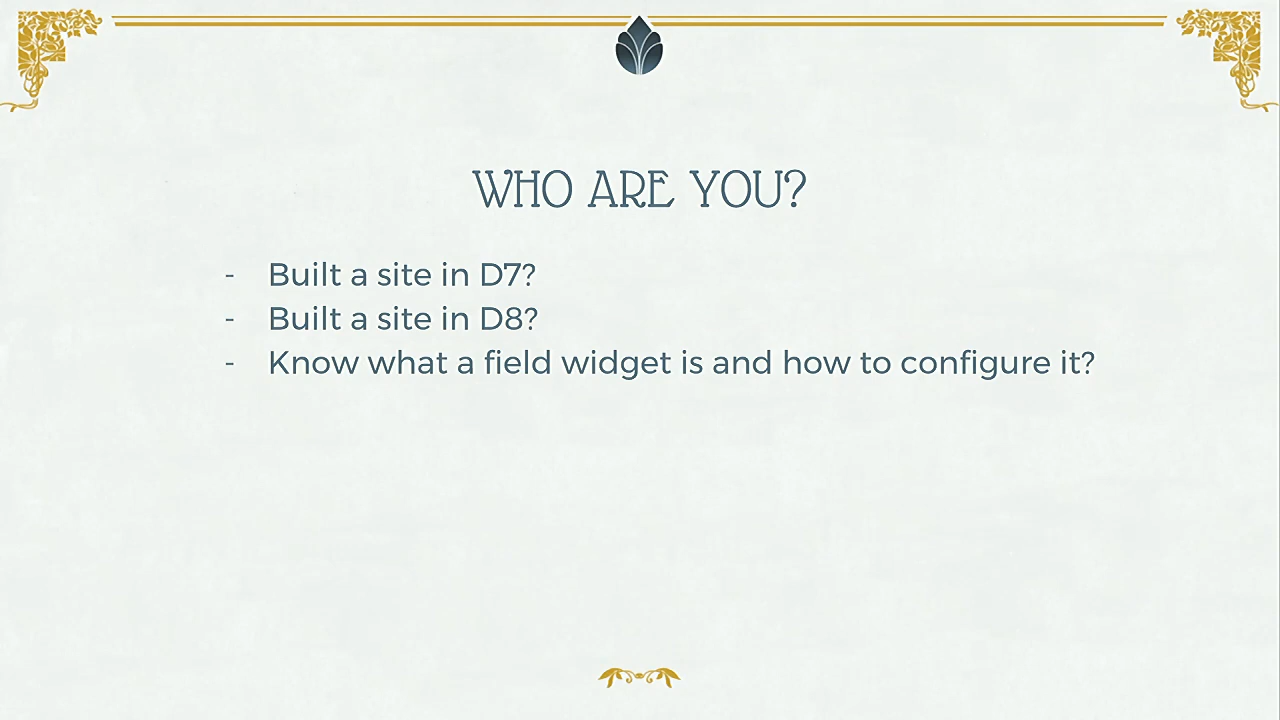 WHO ARE YOU?
- Built a site in D7?
- Built a site in D8?
- Know what a field widget is and how to configure it?